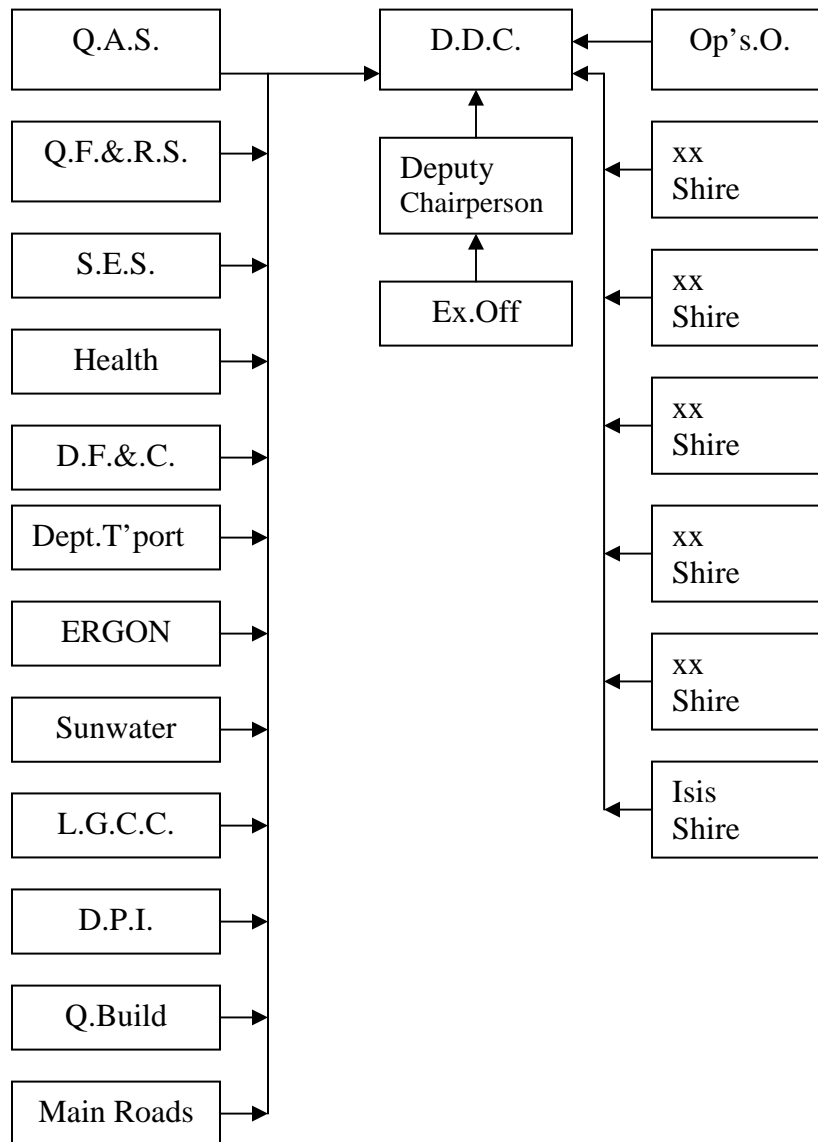 Q.A.S.
D.D.C.
Op’s.O.
Q.F.&.R.S.
Deputy
Chairperson
xx
Shire
S.E.S.
Ex.Off
xx
Shire
Health
D.F.&.C.
xx
Shire
Dept.T’port
xx
Shire
ERGON
xx
Shire
Sunwater
L.G.C.C.
Isis
Shire
D.P.I.
Q.Build
Main Roads